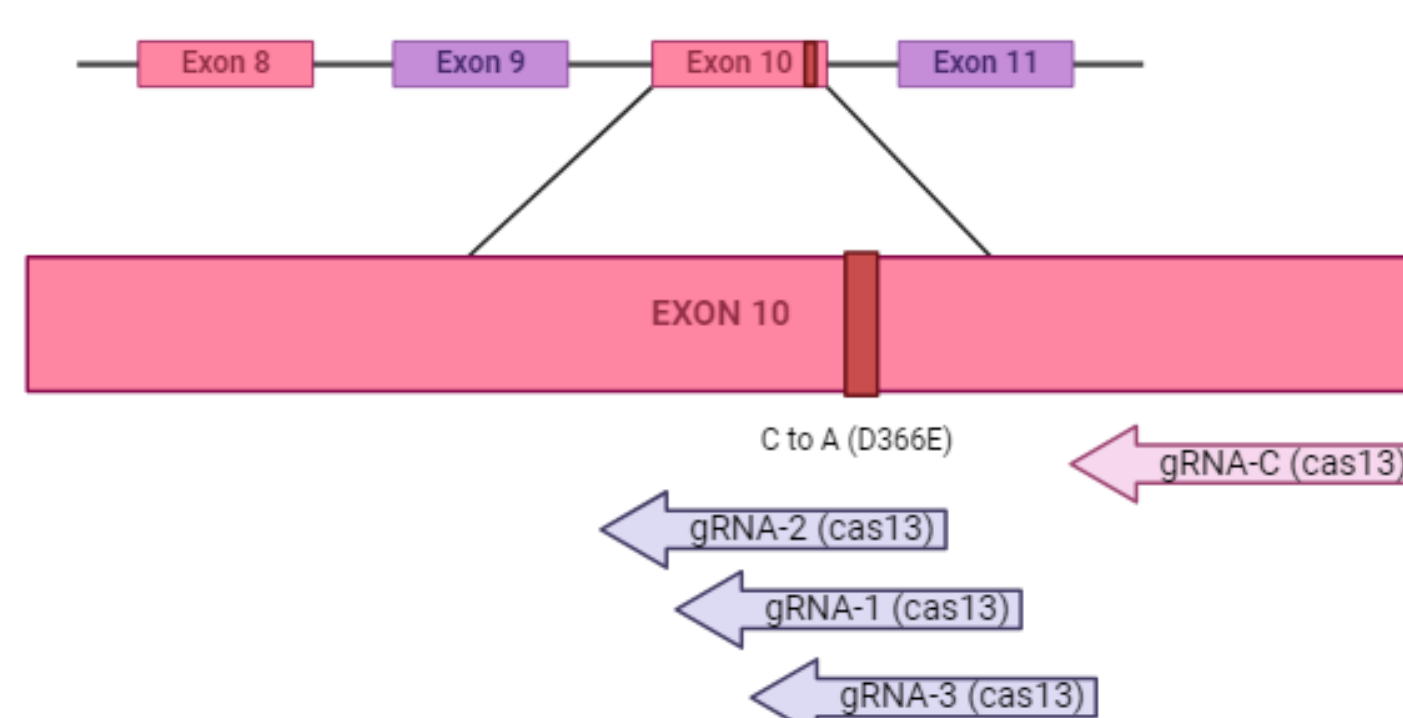 Exon 8
Exon 9
Exon 10
Exon 11
EXON 10
C to A (D366E)
gRNA-C (cas13)
gRNA-2 (cas13)
gRNA-1 (cas13)
gRNA-3 (cas13)